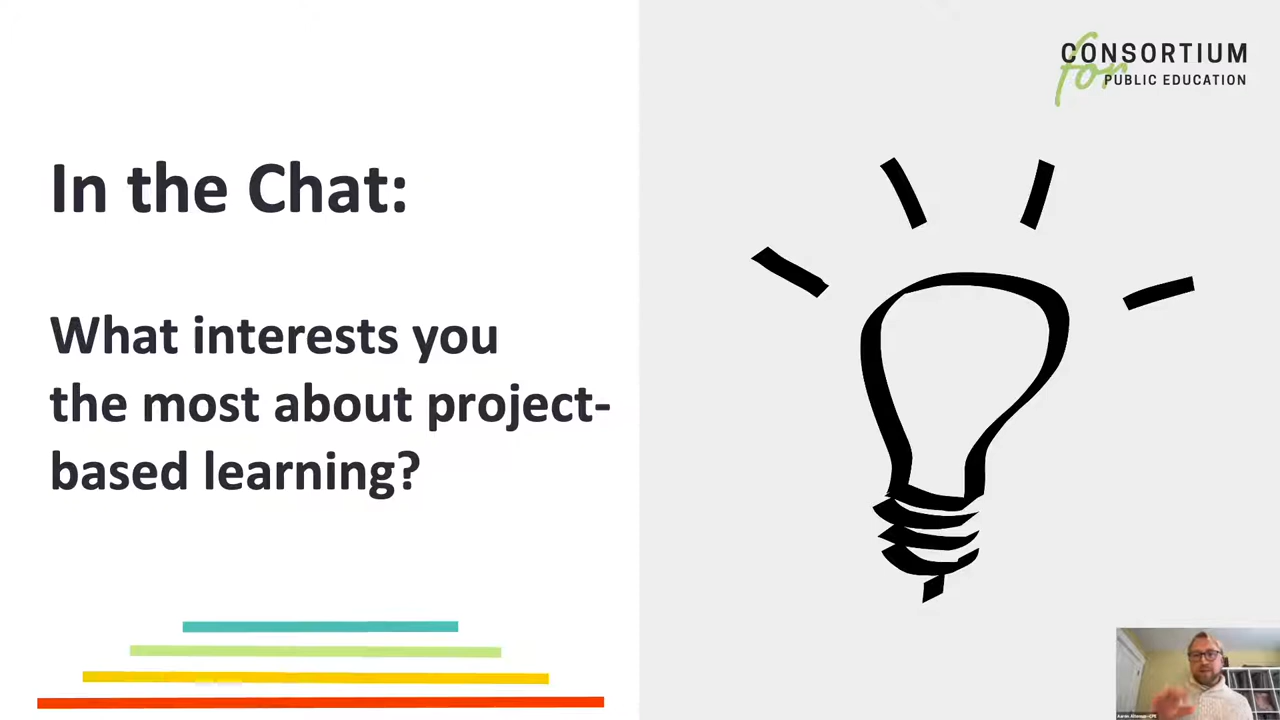 CONSORTIUM
for PUBLIC EDUCATION
In the Chat:
What interests you
the most about project-
based learning?